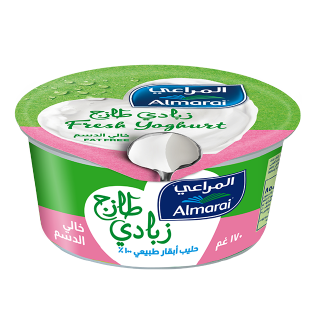 المراعي
Almarai
زبادي طازج
Fresh Yoghurt
خالي الدسم
FAT FREE
المراعي
Almarai
طازج
زبادي
حليب أبقار طبيعي ١٠٠٪
خالي
الدسم
١٧٠ غم